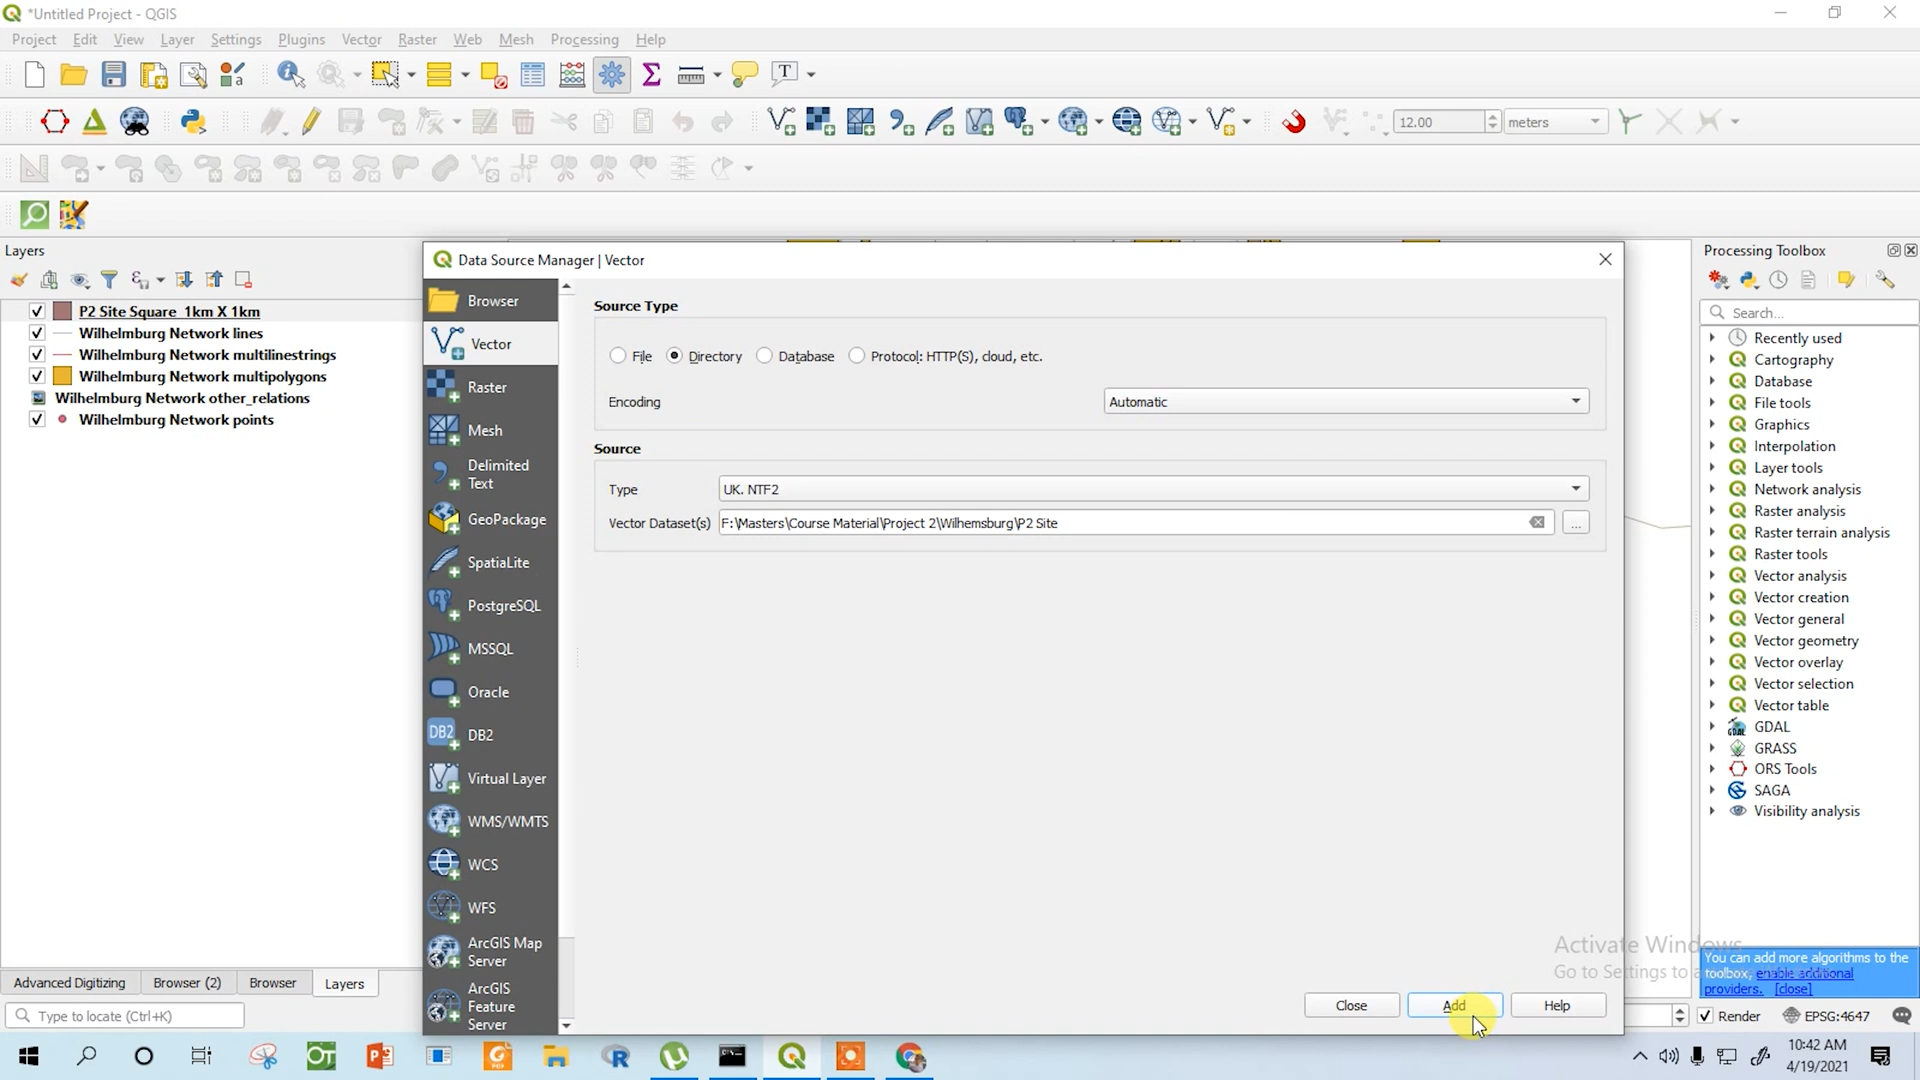 *Untitled Project - QGIS
Project Edit View Layer Settings Plugins Vector Raster Web Mesh Processing Help
12.00 meters
Layers
P2 Site Square_1km X 1km
Wilhelmburg Network lines
Wilhelmburg Network multilinestrings
Wilhelmburg Network multipolygons
Wilhelmburg Network other_relations
Wilhelmburg Network points
Advanced Digitizing Browser (2) Browser Layers
Type to locate (Ctrl+K)
Data Source Manager | Vector
Browser
Vector
Raster
Mesh
Delimited
Text
GeoPackage
SpatiaLite
PostgreSQL
MSSQL
Oracle
DB2 DB2
Virtual Layer
WMS/WMTS
WCS
WFS
ArcGIS Map
Server
ArcGIS
Feature
Server
Source Type
File Directory Database Protocol: HTTP(S), cloud, etc.
Encoding Automatic
Source
Type UK. NTF2
Vector Dataset(s) F:\Masters\Course Material\Project 2\Wilhemsburg\P2 Site ...
Close Add Help
Processing Toolbox
Search...
Recently used
Cartography
Database
File tools
Graphics
Interpolation
Layer tools
Network analysis
Raster analysis
Raster terrain analysis
Raster tools
Vector analysis
Vector creation
Vector general
Vector geometry
Vector overlay
Vector selection
Vector table
GDAL
GRASS
ORS Tools
SAGA
Visibility analysis
Activate Windows
Go to Settings to a
You can add more algorithms to the
toolbox, enable additional
providers. [close]
Render EPSG:4647
10:42 AM
4/19/2021